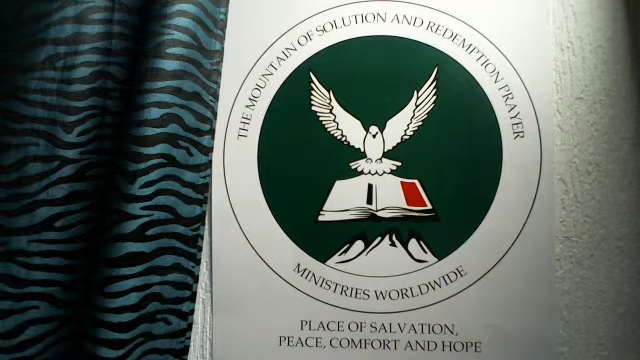 THE MOUNTAIN OF SOLUTION AND REDEMPTION PRAYER
MINISTRIES WORLDWIDE
PLACE OF SALVATION,
PEACE, COMFORT AND HOPE